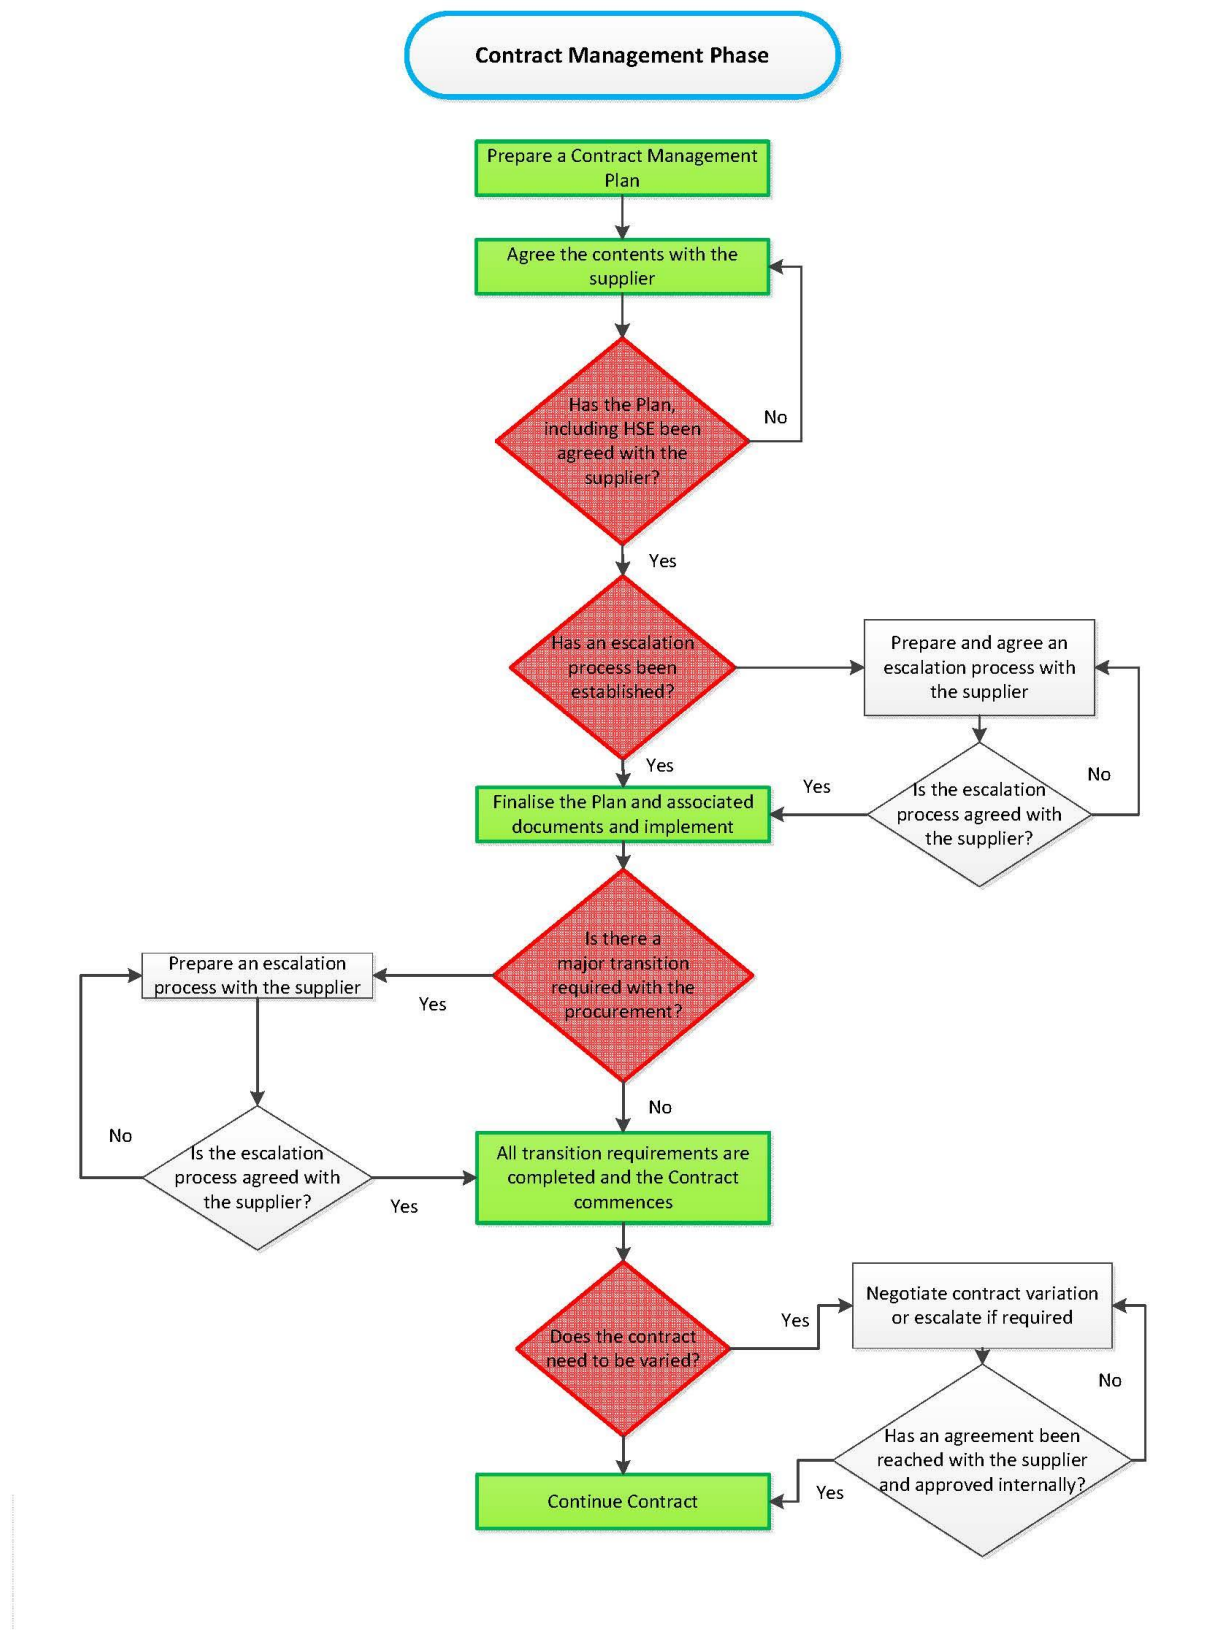 Contract Management Phase
Prepare a Contract Management
Plan
Agree the contents with the
supplier
Has the Plan,
including HSE been
agreed with the
supplier?
No
Yes
Has an escalation
process been
established?
Prepare and agree an
escalation process with
the supplier
Yes
Finalise the Plan and associated
documents and implement
Yes
Is the escalation
process agreed with
the supplier?
No
Is there a
major transition
required with the
procurement?
Yes
Prepare an escalation
process with the supplier
No
No
Is the escalation
process agreed with
the supplier?
Yes
All transition requirements are
completed and the Contract
commences
Does the contract
need to be varied?
Yes
Negotiate contract variation
or escalate if required
No
Has an agreement been
reached with the supplier
and approved internally?
Yes
Continue Contract